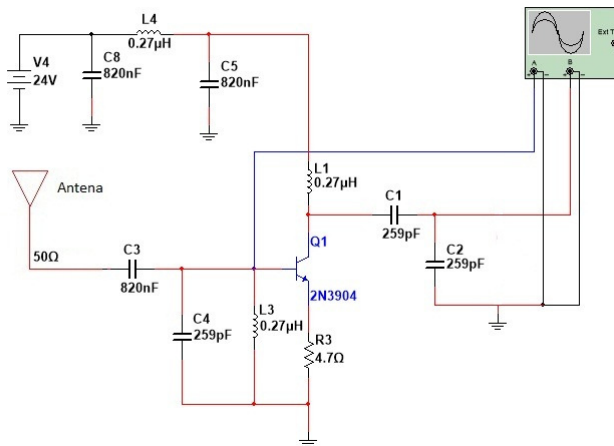 L4
0.27µH
V4
24V
C8
820nF
C5
820nF
Ext T
A
B
L1
0.27µH
Antena
C1
259pF
50Ω
C3
820nF
Q1
2N3904
C2
259pF
C4
259pF
L3
0.27µH
R3
4.7Ω